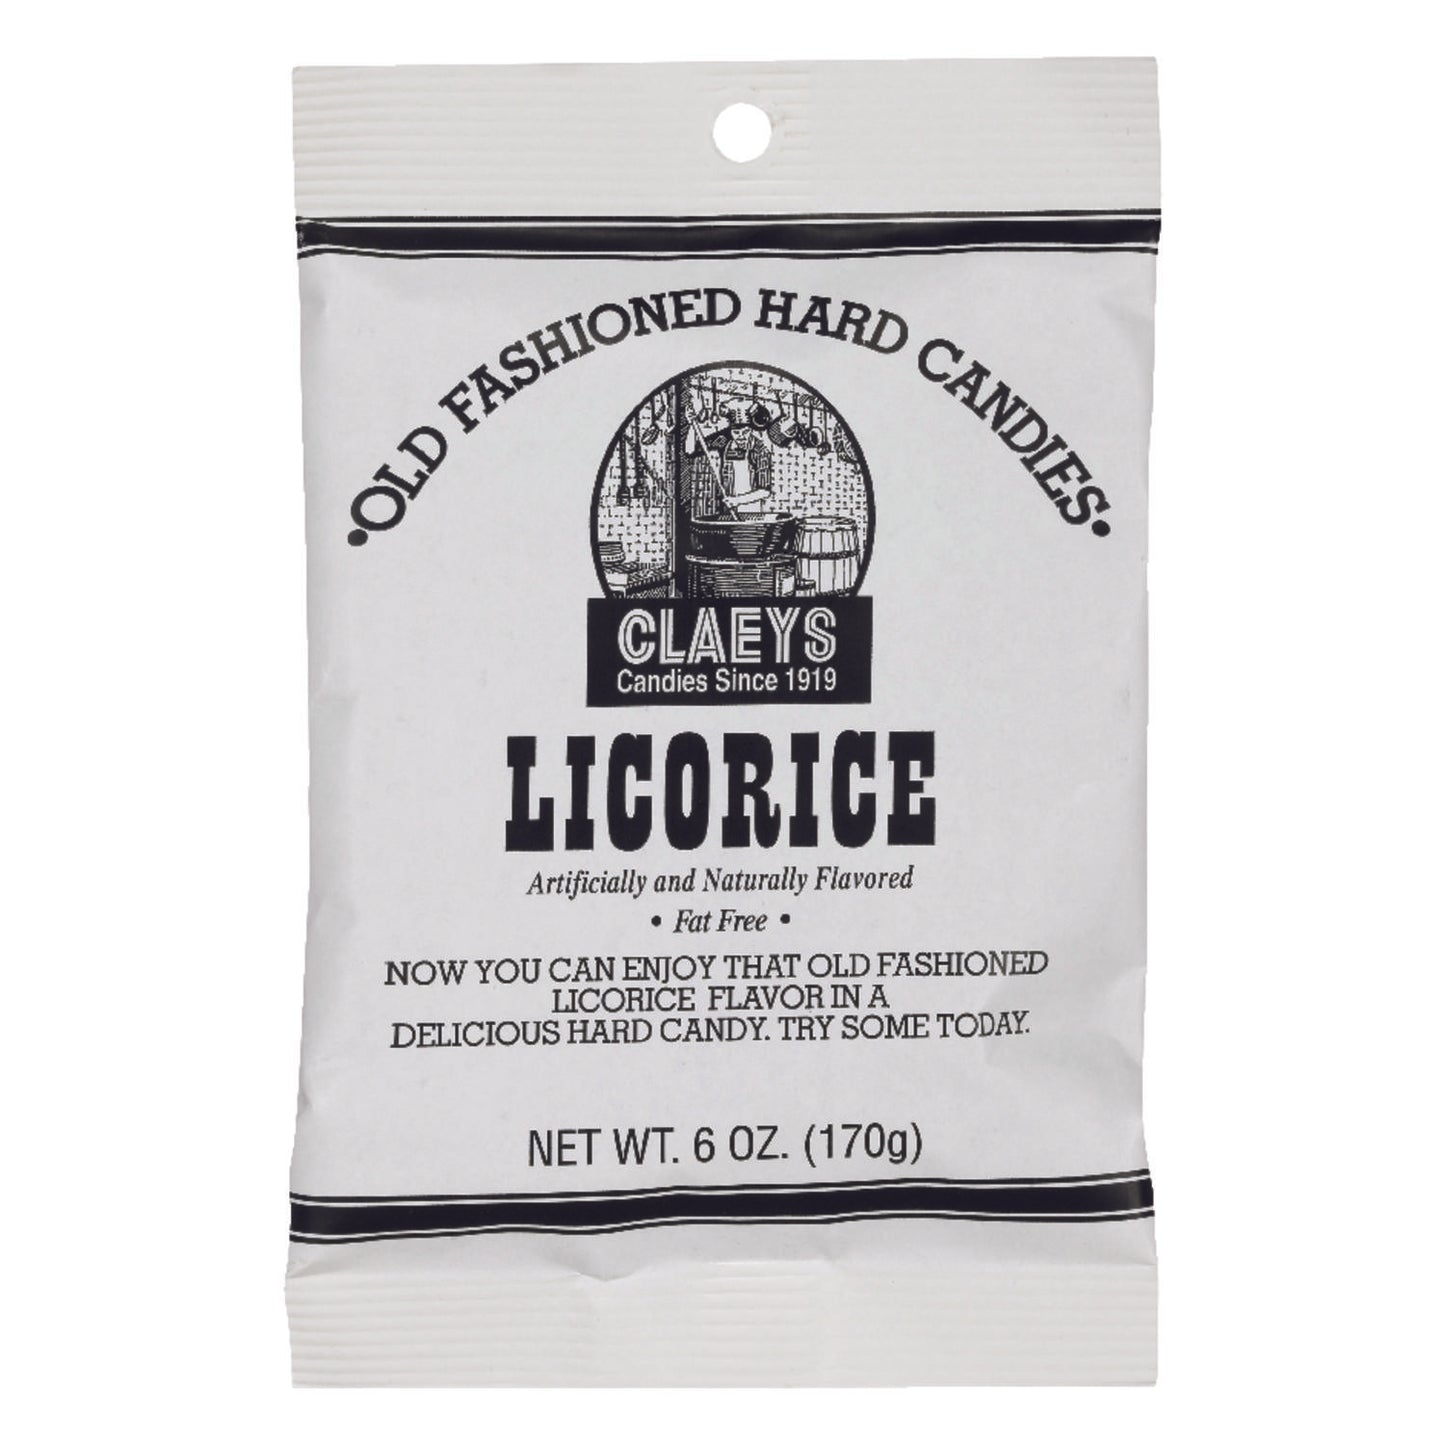 •OLD FASHIONED HARD CANDIES•
CLAEYS
Candies Since 1919
LICORICE
Artificially and Naturally Flavored
• Fat Free •
NOW YOU CAN ENJOY THAT OLD FASHIONED
LICORICE FLAVOR IN A
DELICIOUS HARD CANDY. TRY SOME TODAY.
NET WT. 6 OZ. (170g)